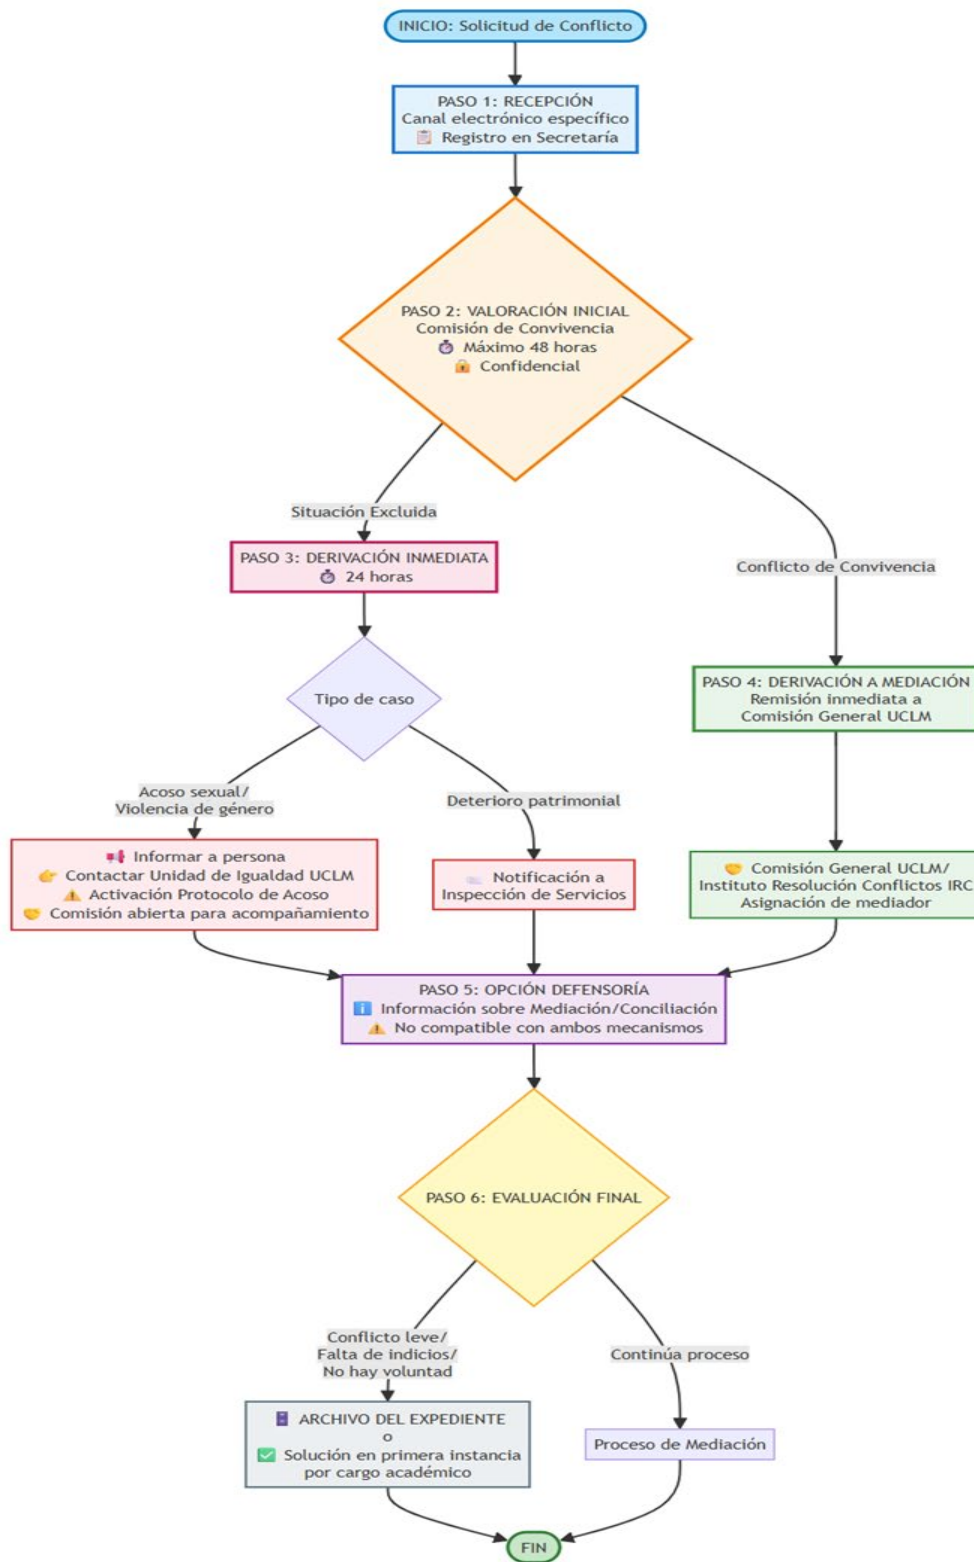 INICIO: Solicitud de Conflicto
PASO 1: RECEPCIÓN
Canal electrónico específico
📋 Registro en Secretaría
PASO 2: VALORACIÓN INICIAL
Comisión de Convivencia
⏱️ Máximo 48 horas
🔒 Confidencial
Situación Excluida
Conflicto de Convivencia
PASO 3: DERIVACIÓN INMEDIATA
⏱️ 24 horas
Tipo de caso
PASO 4: DERIVACIÓN A MEDIACIÓN
Remisión inmediata a
Comisión General UCLM
Acoso sexual/
Violencia de género
Deterioro patrimonial
📢 Informar a persona
👉 Contactar Unidad de Igualdad UCLM
⚠️ Activación Protocolo de Acoso
🤝 Comisión abierta para acompañamiento
📨 Notificación a
Inspección de Servicios
🤝 Comisión General UCLM/
Instituto Resolución Conflictos IRC
Asignación de mediador
PASO 5: OPCIÓN DEFENSORÍA
ℹ️ Información sobre Mediación/Conciliación
⚠️ No compatible con ambos mecanismos
PASO 6: EVALUACIÓN FINAL
Conflicto leve/
Falta de indicios/
No hay voluntad
Continúa proceso
🗄️ ARCHIVO DEL EXPEDIENTE
o
✅ Solución en primera instancia
por cargo académico
Proceso de Mediación
FIN